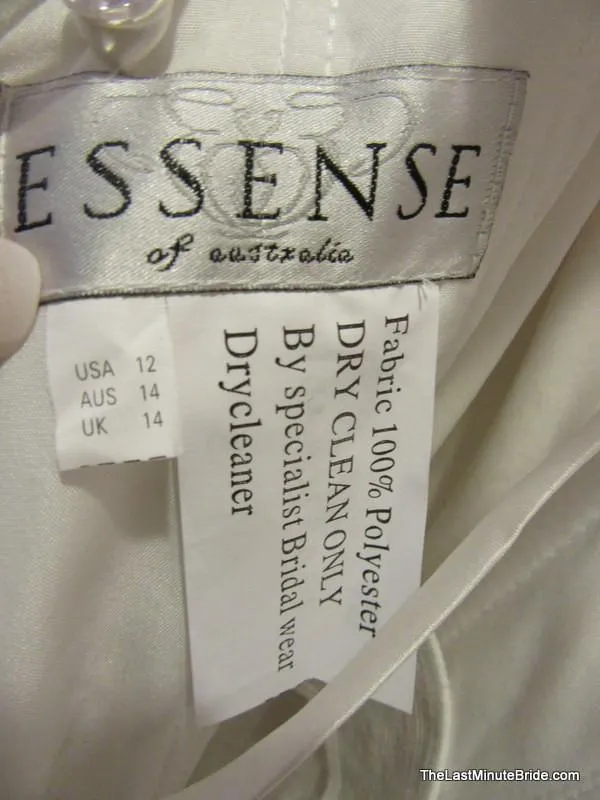 ESSENSE
of australia
USA 12
AUS 14
UK 14
Fabric 100% Polyester
DRY CLEAN ONLY
By specialist Bridal wear
Drycleaner
TheLastMinuteBride.com